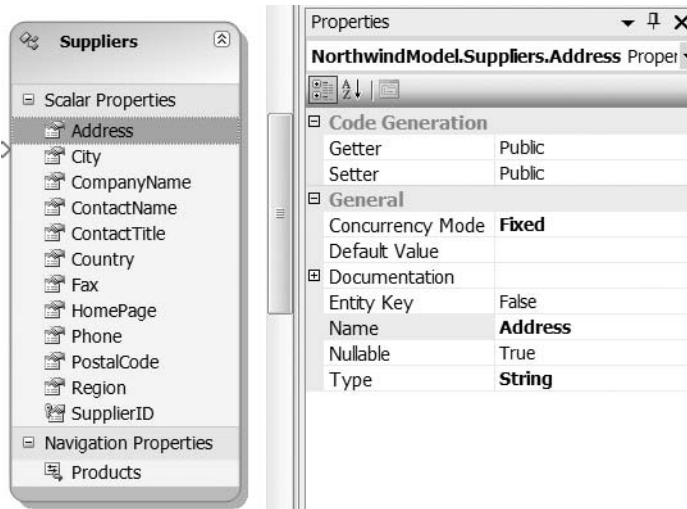 Suppliers
Scalar Properties
Address
City
CompanyName
ContactName
ContactTitle
Country
Fax
HomePage
Phone
PostalCode
Region
SupplierID
Navigation Properties
Products
Properties
NorthwindModel.Suppliers.Address Proper
Code Generation
Getter Public
Setter Public
General
Concurrency Mode Fixed
Default Value
Documentation
Entity Key False
Name Address
Nullable True
Type String